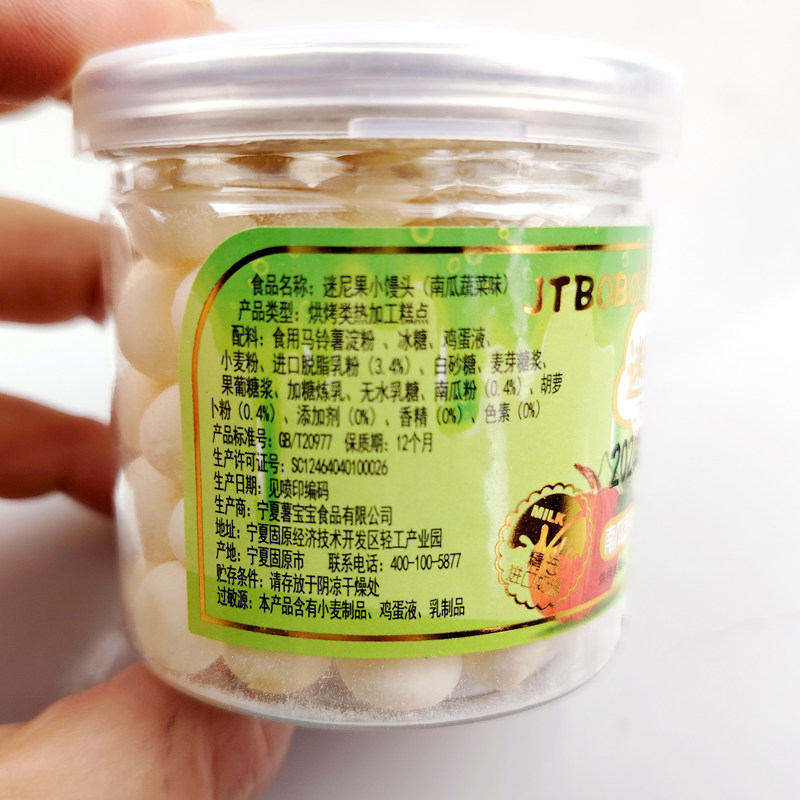 食品名称：迷尼果小馒头（南瓜蔬菜味）
产品类型：烘烤类热加工糕点
配料：食用马铃薯淀粉、冰糖、鸡蛋液、
小麦粉、进口脱脂乳粉（3.4%）、白砂糖、麦芽糖浆、
果葡糖浆、加糖炼乳、无水乳糖、南瓜粉（0.4%）、胡萝
卜粉（0.4%）、添加剂（0%）、香精（0%）、色素（0%）
产品标准号：GB/T20977 保质期：12个月
生产许可证号：SC12464040100026
生产日期：见喷印编码
生产商：宁夏薯宝宝食品有限公司
地址：宁夏固原经济技术开发区轻工产业园
产地：宁夏固原市 联系电话：400-100-5877
贮存条件：请存放于阴凉干燥处
过敏源：本产品含有小麦制品、鸡蛋液、乳制品
JTBOBO
202
MILK
进口
南瓜